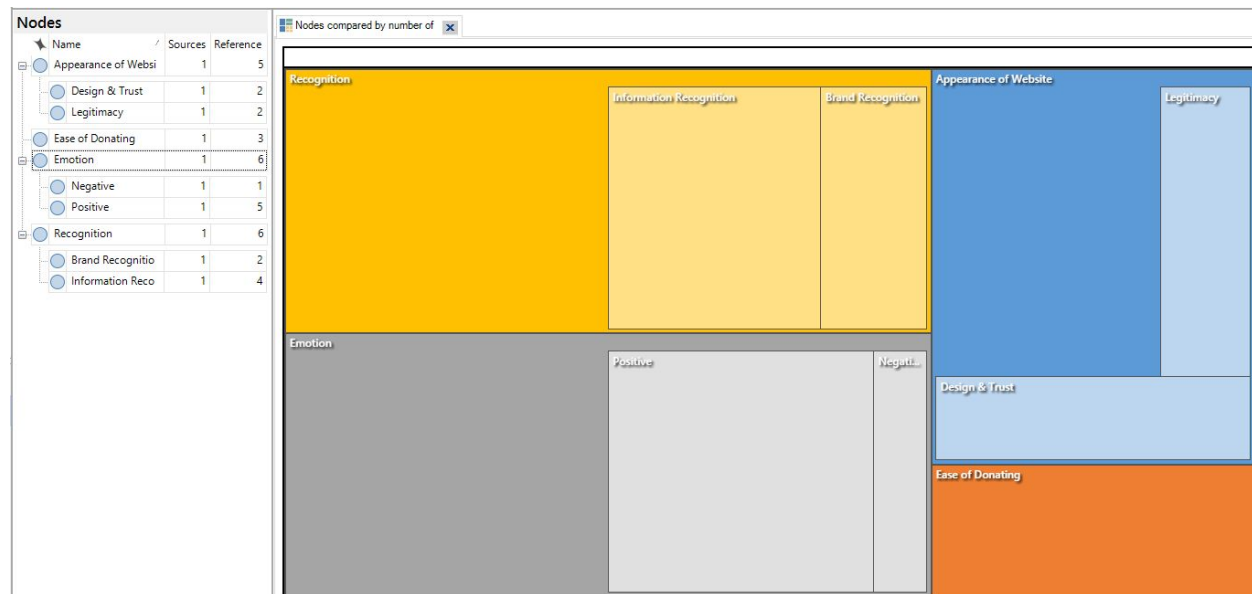 Nodes
Name / Sources Reference
Appearance of Websi 1 5
Design & Trust 1 2
Legitimacy 1 2
Ease of Donating 1 3
Emotion 1 6
Negative 1 1
Positive 1 5
Recognition 1 6
Brand Recognitio 1 2
Information Reco 1 4
Nodes compared by number of
Recognition
Information Recognition
Brand Recognition
Emotion
Positive
Negati...
Appearance of Website
Legitimacy
Design & Trust
Ease of Donating